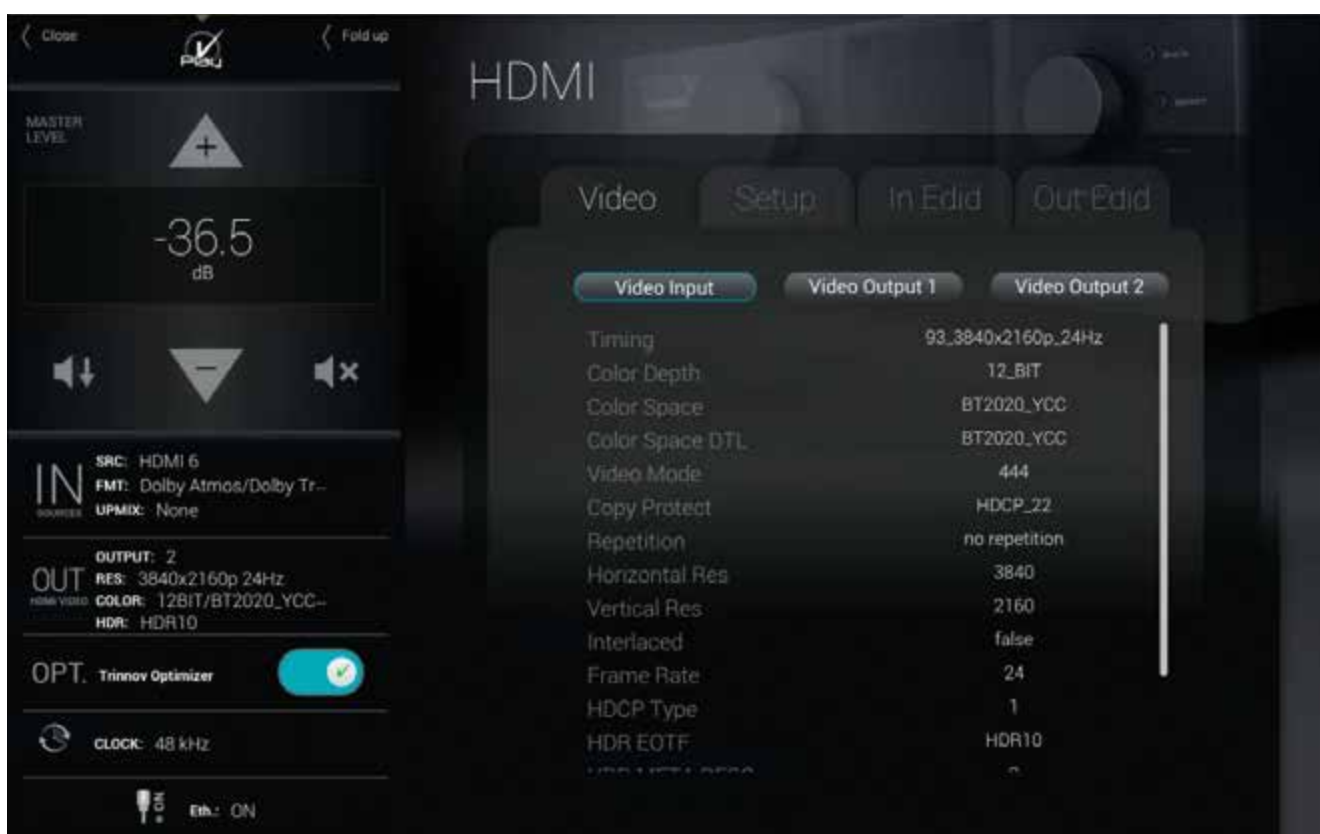 Close
Play
Fold up
MASTER
LEVEL
+
-36.5
dB
IN
SOURCES
SRC: HDMI 6
FMT: Dolby Atmos/Dolby Tr...
UPMIX: None
OUT
HDMI VIDEO
OUTPUT: 2
RES: 3840x2160p 24Hz
COLOR: 12BIT/BT2020_YCC...
HDR: HDR10
OPT. Trinnov Optimizer
CLOCK: 48 kHz
ON
Eth.: ON
HDMI
Video Setup In Edid Out Edid
Video Input Video Output 1 Video Output 2
Timing 93_3840x2160p_24Hz
Color Depth 12_BIT
Color Space BT2020_YCC
Color Space DTL BT2020_YCC
Video Mode 444
Copy Protect HDCP_22
Repetition no repetition
Horizontal Res 3840
Vertical Res 2160
Interlaced false
Frame Rate 24
HDCP Type 1
HDR EOTF HDR10